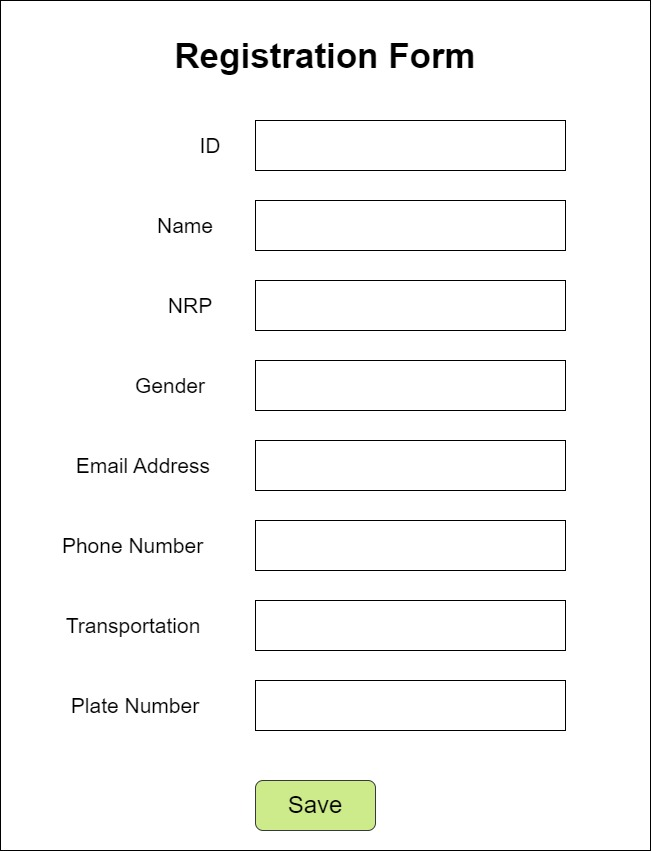 Registration Form
ID
Name
NRP
Gender
Email Address
Phone Number
Transportation
Plate Number
Save